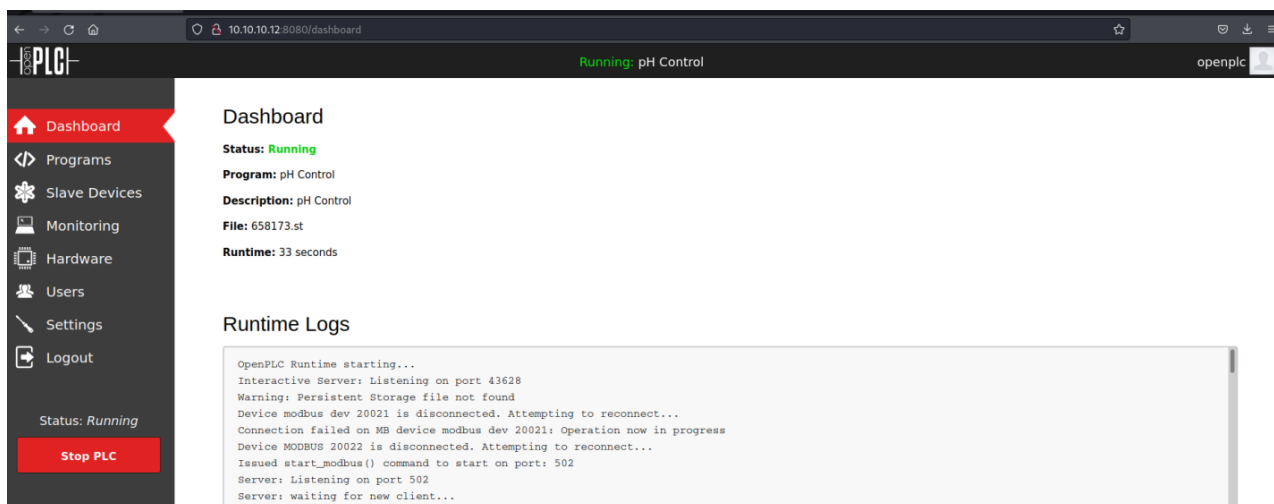 10.10.10.12:8080/dashboard
open PLC
Running: pH Control
openplc
Dashboard
Programs
Slave Devices
Monitoring
Hardware
Users
Settings
Logout
Status: Running
Stop PLC
Dashboard
Status: Running
Program: pH Control
Description: pH Control
File: 658173.st
Runtime: 33 seconds
Runtime Logs
OpenPLC Runtime starting...
Interactive Server: Listening on port 43628
Warning: Persistent Storage file not found
Device modbus dev 20021 is disconnected. Attempting to reconnect...
Connection failed on MB device modbus dev 20021: Operation now in progress
Device MODBUS 20022 is disconnected. Attempting to reconnect...
Issued start_modbus() command to start on port: 502
Server: Listening on port 502
Server: waiting for new client...